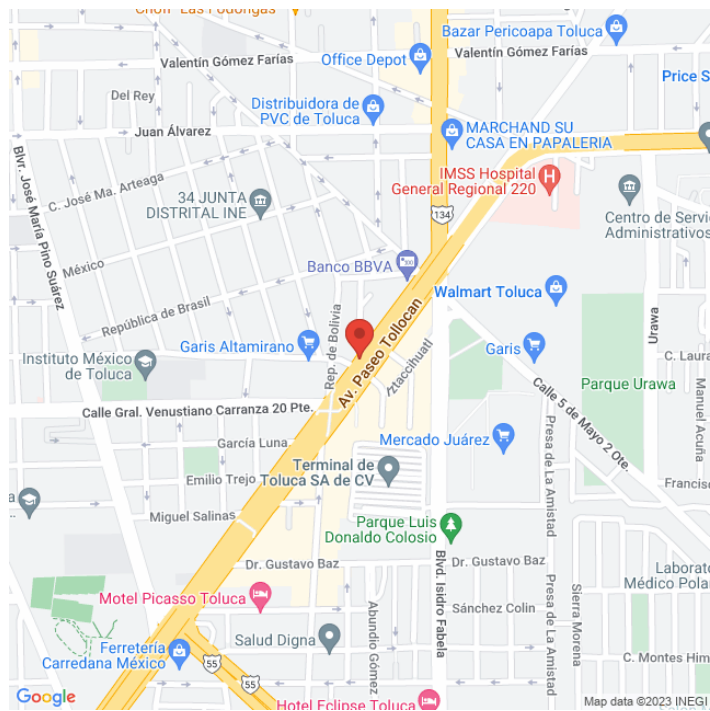 Choff "Las Fodongas
Bazar Pericoapa Toluca
Valentín Gómez Farías
Valentín Gómez Farías
Office Depot
Price S
Del Rey
Distribuidora de
PVC de Toluca
Juan Álvarez
MARCHAND SU
CASA EN PAPALERIA
Blvr. José María Pino Suárez
C. José Ma. Arteaga
IMSS Hospital
General Regional 220
34 JUNTA
DISTRITAL INE
134
Centro de Servic
Administrativos
México
Banco BBVA
Walmart Toluca
República de Brasil
Rep. de Bolivia
Av. Paseo Tollocan
Urawa
Garis Altamirano
Garis
Instituto México
de Toluca
Yztaccihuatl
C. Laura
Parque Urawa
Manuel Acuña
Calle 5 de Mayo 2 Ote.
Calle Gral. Venustiano Carranza 20 Pte.
García Luna
Mercado Juárez
Presa de La Amistad
Terminal de
Toluca SA de CV
Emilio Trejo
Francisc
Miguel Salinas
Parque Luis
Donaldo Colosio
Dr. Gustavo Baz
Dr. Gustavo Baz
Laborato
Médico Polan
Blvd. Isidro Fabela
Presa de La Amistad
Sierra Morena
Motel Picasso Toluca
Abundio Gómez
Sánchez Colin
Salud Digna
Ferretería
Carredana México
55
55
C. Montes Him
Hotel Eclipse Toluca
Google
Map data ©2023 INEGI